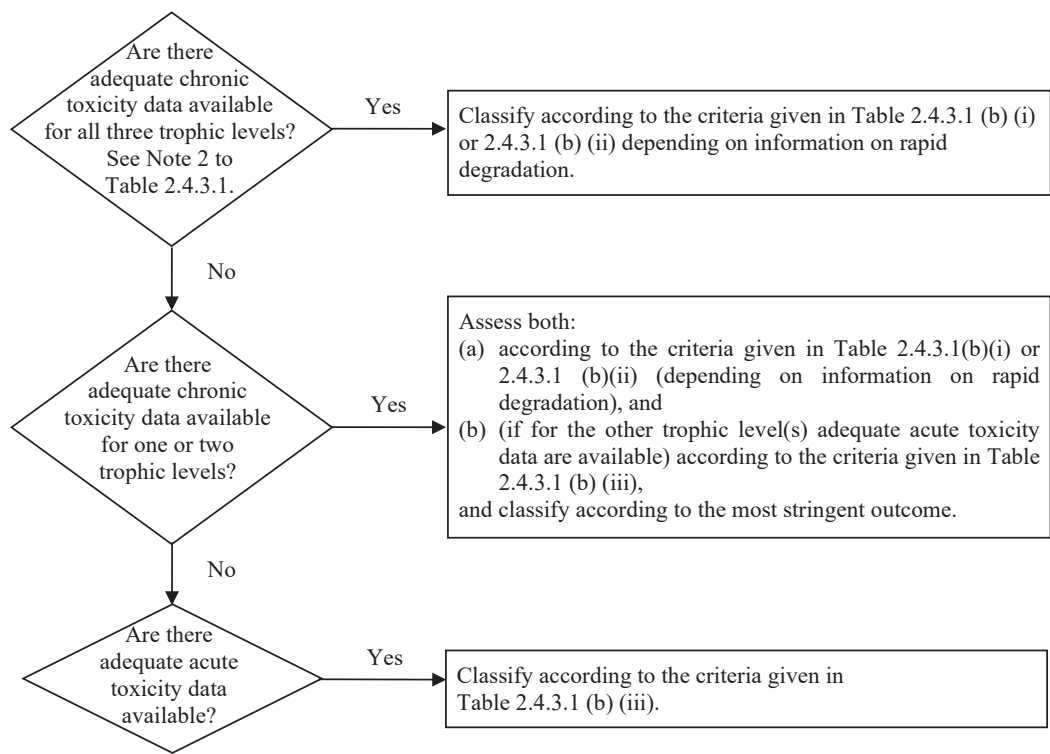 Are there
adequate chronic
toxicity data available
for all three trophic levels?
See Note 2 to
Table 2.4.3.1.
Yes
Classify according to the criteria given in Table 2.4.3.1 (b) (i)
or 2.4.3.1 (b) (ii) depending on information on rapid
degradation.
No
Are there
adequate chronic
toxicity data available
for one or two
trophic levels?
Yes
Assess both:
(a) according to the criteria given in Table 2.4.3.1(b)(i) or
2.4.3.1 (b)(ii) (depending on information on rapid
degradation), and
(b) (if for the other trophic level(s) adequate acute toxicity
data are available) according to the criteria given in Table
2.4.3.1 (b) (iii),
and classify according to the most stringent outcome.
No
Are there
adequate acute
toxicity data
available?
Yes
Classify according to the criteria given in
Table 2.4.3.1 (b) (iii).